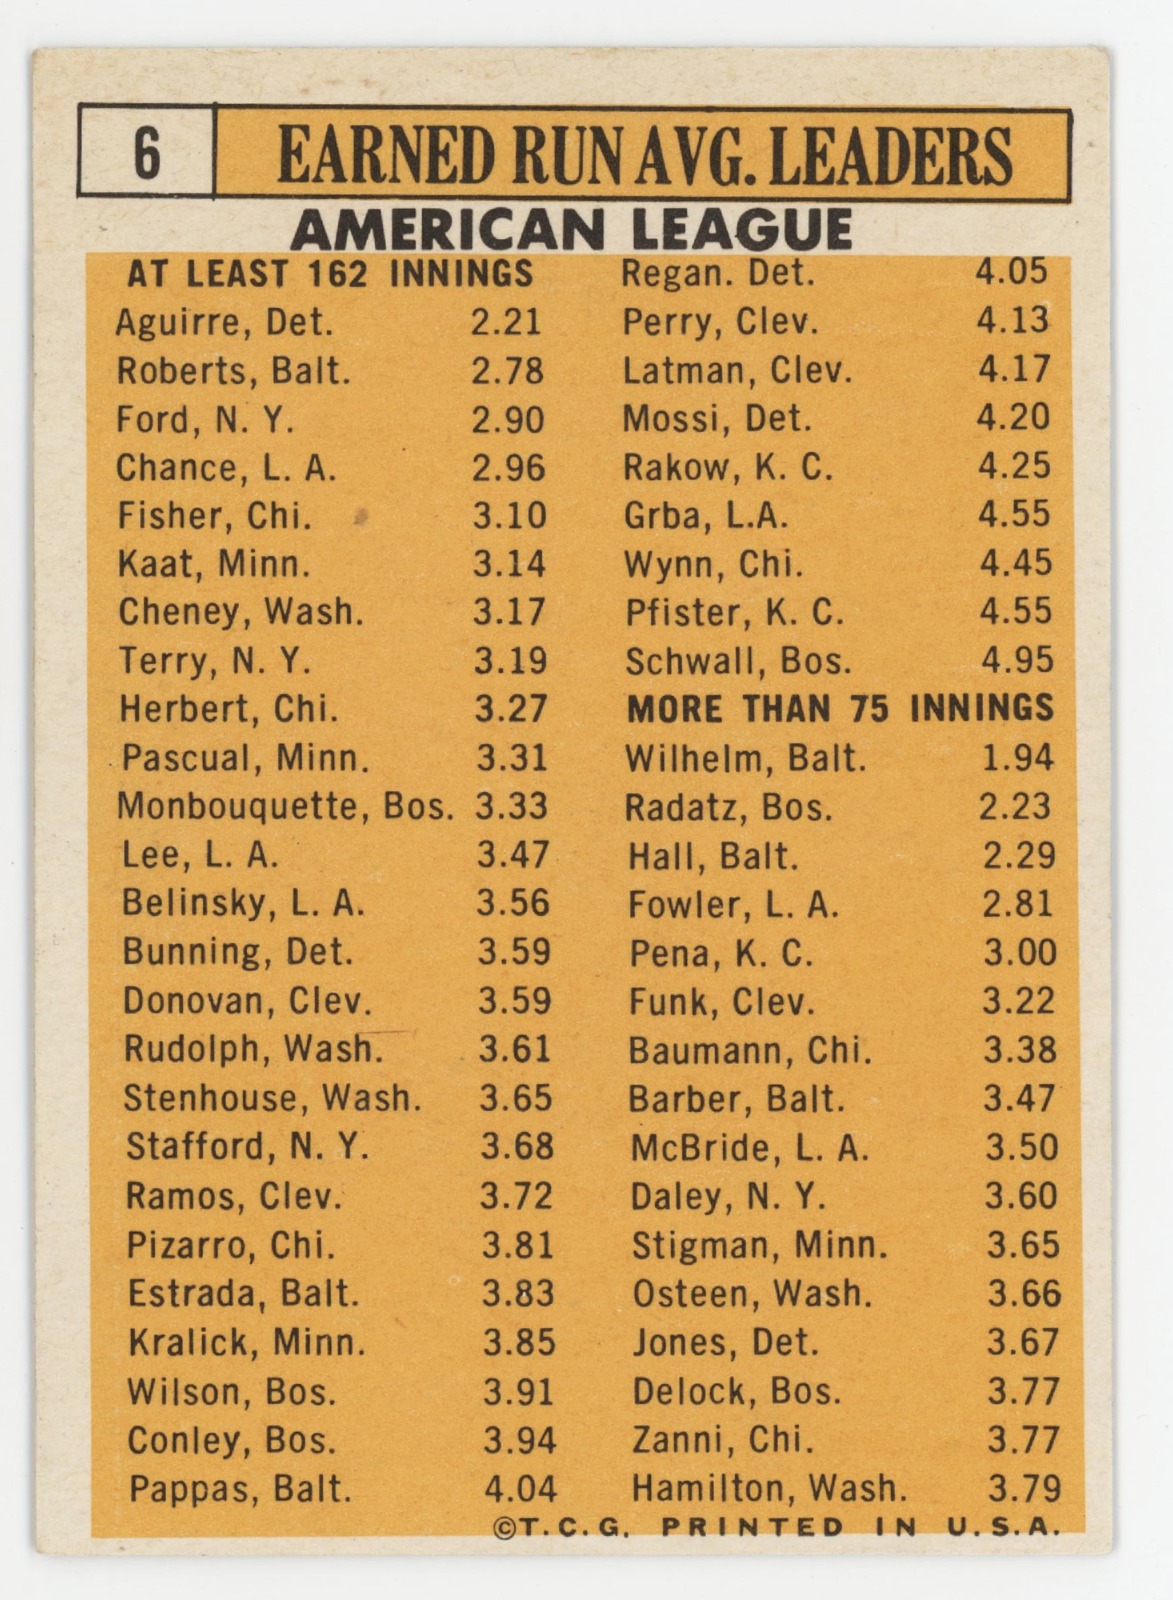 6
EARNED RUN AVG. LEADERS
AMERICAN LEAGUE
AT LEAST 162 INNINGS
Aguirre, Det. 2.21
Roberts, Balt. 2.78
Ford, N. Y. 2.90
Chance, L. A. 2.96
Fisher, Chi. 3.10
Kaat, Minn. 3.14
Cheney, Wash. 3.17
Terry, N. Y. 3.19
Herbert, Chi. 3.27
Pascual, Minn. 3.31
Monbouquette, Bos. 3.33
Lee, L. A. 3.47
Belinsky, L. A. 3.56
Bunning, Det. 3.59
Donovan, Clev. 3.59
Rudolph, Wash. 3.61
Stenhouse, Wash. 3.65
Stafford, N. Y. 3.68
Ramos, Clev. 3.72
Pizarro, Chi. 3.81
Estrada, Balt. 3.83
Kralick, Minn. 3.85
Wilson, Bos. 3.91
Conley, Bos. 3.94
Pappas, Balt. 4.04
Regan. Det. 4.05
Perry, Clev. 4.13
Latman, Clev. 4.17
Mossi, Det. 4.20
Rakow, K. C. 4.25
Grba, L.A. 4.55
Wynn, Chi. 4.45
Pfister, K. C. 4.55
Schwall, Bos. 4.95
MORE THAN 75 INNINGS
Wilhelm, Balt. 1.94
Radatz, Bos. 2.23
Hall, Balt. 2.29
Fowler, L. A. 2.81
Pena, K. C. 3.00
Funk, Clev. 3.22
Baumann, Chi. 3.38
Barber, Balt. 3.47
McBride, L. A. 3.50
Daley, N. Y. 3.60
Stigman, Minn. 3.65
Osteen, Wash. 3.66
Jones, Det. 3.67
Delock, Bos. 3.77
Zanni, Chi. 3.77
Hamilton, Wash. 3.79
©T.C.G. PRINTED IN U.S.A.